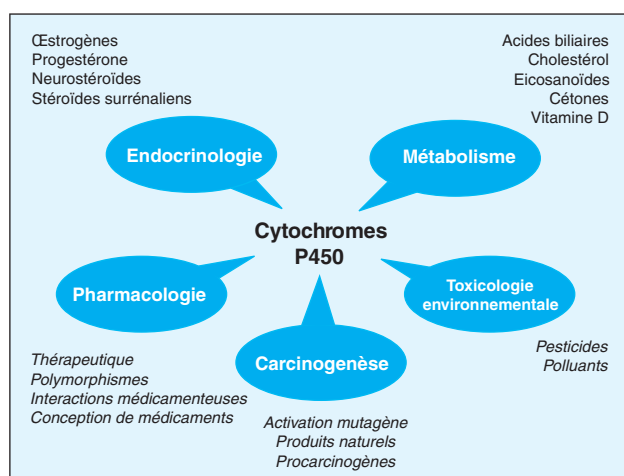 Œstrogènes
Progestérone
Neurostéroïdes
Stéroïdes surrénaliens
Acides biliaires
Cholestérol
Eicosanoïdes
Cétones
Vitamine D
Endocrinologie
Métabolisme
Cytochromes
P450
Pharmacologie
Toxicologie
environnementale
Carcinogenèse
Thérapeutique
Polymorphismes
Interactions médicamenteuses
Conception de médicaments
Pesticides
Polluants
Activation mutagène
Produits naturels
Procarcinogènes